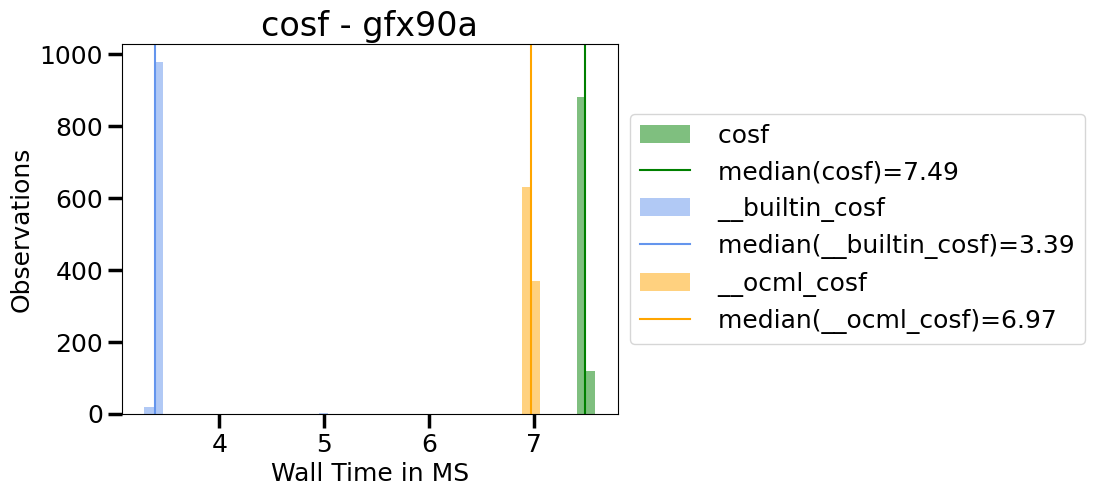 cosf - gfx90a
Observations
1000
800
600
400
200
0
4 5 6 7
Wall Time in MS
cosf
median(cosf)=7.49
__builtin_cosf
median(__builtin_cosf)=3.39
__ocml_cosf
median(__ocml_cosf)=6.97